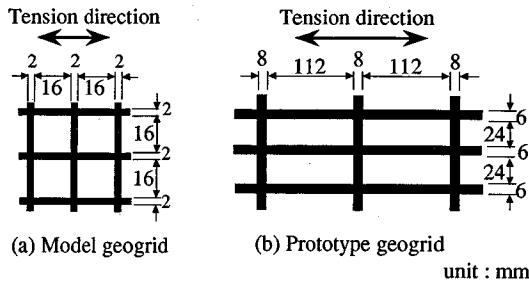 Tension direction
2 2 2
16 16
2
16
2
16
2
(a) Model geogrid
Tension direction
8 8 8
112 112
6
24
6
24
6
(b) Prototype geogrid
unit : mm